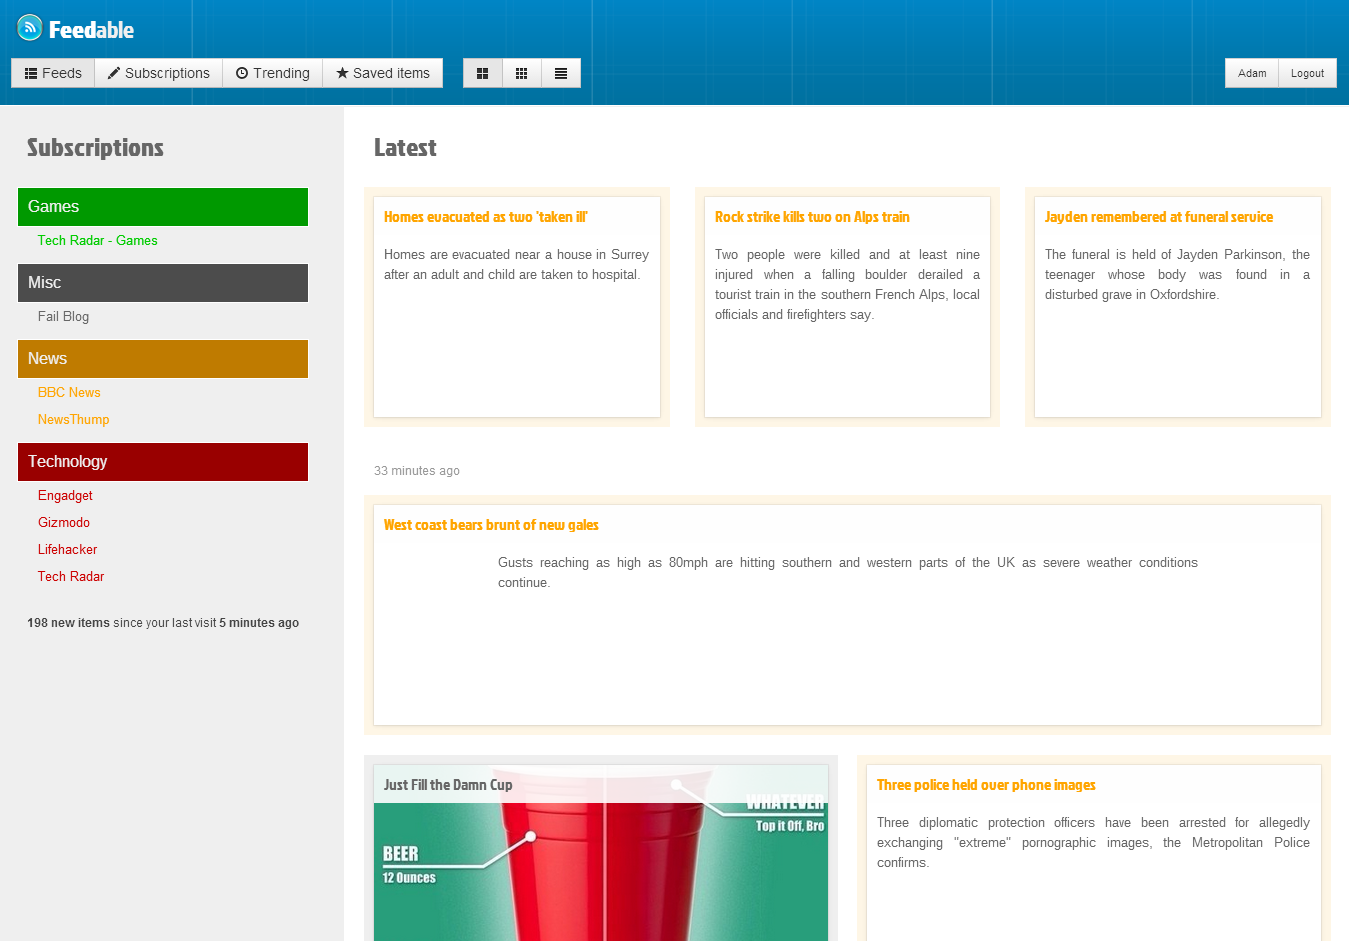 Feedable
Feeds
Subscriptions
Trending
Saved items
Adam
Logout
Subscriptions
Games
Tech Radar - Games
Misc
Fail Blog
News
BBC News
NewsThump
Technology
Engadget
Gizmodo
Lifehacker
Tech Radar
198 new items since your last visit 5 minutes ago
Latest
Homes evacuated as two 'taken ill'
Homes are evacuated near a house in Surrey
after an adult and child are taken to hospital.
Rock strike kills two on Alps train
Two people were killed and at least nine
injured when a falling boulder derailed a
tourist train in the southern French Alps, local
officials and firefighters say.
Jayden remembered at funeral service
The funeral is held of Jayden Parkinson, the
teenager whose body was found in a
disturbed grave in Oxfordshire.
33 minutes ago
West coast bears brunt of new gales
Gusts reaching as high as 80mph are hitting southern and western parts of the UK as severe weather conditions
continue.
Just Fill the Damn Cup
WHATEVER
Top it Off, Bro
BEER
12 Ounces
Three police held over phone images
Three diplomatic protection officers have been arrested for allegedly
exchanging "extreme" pornographic images, the Metropolitan Police
confirms.